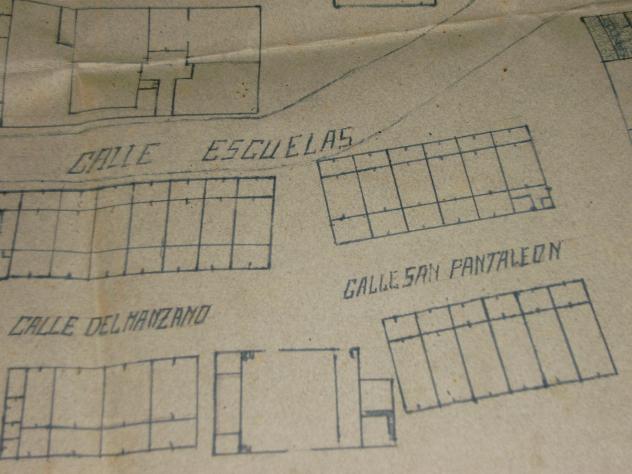 CALLE ESCUELAS
CALLE SAN PANTALEON
CALLE DEL MANZANO